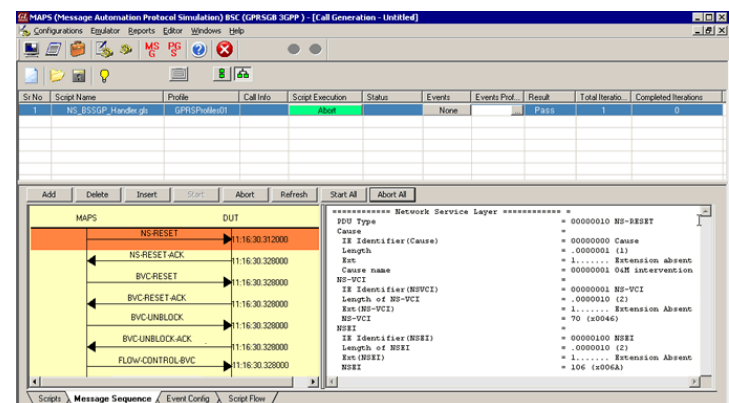 MAPS (Message Automation Protocol Simulation) BSC (GPRSGB 3GPP ) - [Call Generation - Untitled]
Configurations Emulator Reports Editor Windows Help
Sr No Script Name Profile Call Info Script Execution Status Events Events Prof... Result Total Iteratio... Completed Iterations
1 NS_BSSGP_Handler.gls GPRSProfiles01 Abort None ... Pass 1 0
Add Delete Insert Start Abort Refresh Start All Abort All
MAPS DUT
NS-RESET
11:16:30.312000
NS-RESET-ACK
11:16:30.328000
BVC-RESET
11:16:30.328000
BVC-RESET-ACK
11:16:30.328000
BVC-UNBLOCK
11:16:30.328000
BVC-UNBLOCK-ACK
11:16:30.328000
FLOW-CONTROL-BVC
11:16:30.328000
============ Network Service Layer ============ =
PDU Type = 00000010 NS-RESET
Cause =
IE Identifier(Cause) = 00000000 Cause
Length = .0000001 (1)
Ext = 1....... Extension absent
Cause name = 00000001 O&M intervention
NS-VCI =
IE Identifier(NSVCI) = 00000001 NS-VCI
Length of NS-VCI = .0000010 (2)
Ext(NS-VCI) = 1....... Extension Absent
NS-VCI = 70 (x0046)
NSEI =
IE Identifier(NSEI) = 00000100 NSEI
Length of NSEI = .0000010 (2)
Ext(NSEI) = 1....... Extension Absent
NSEI = 106 (x006A)
Scripts Message Sequence Event Config Script Flow